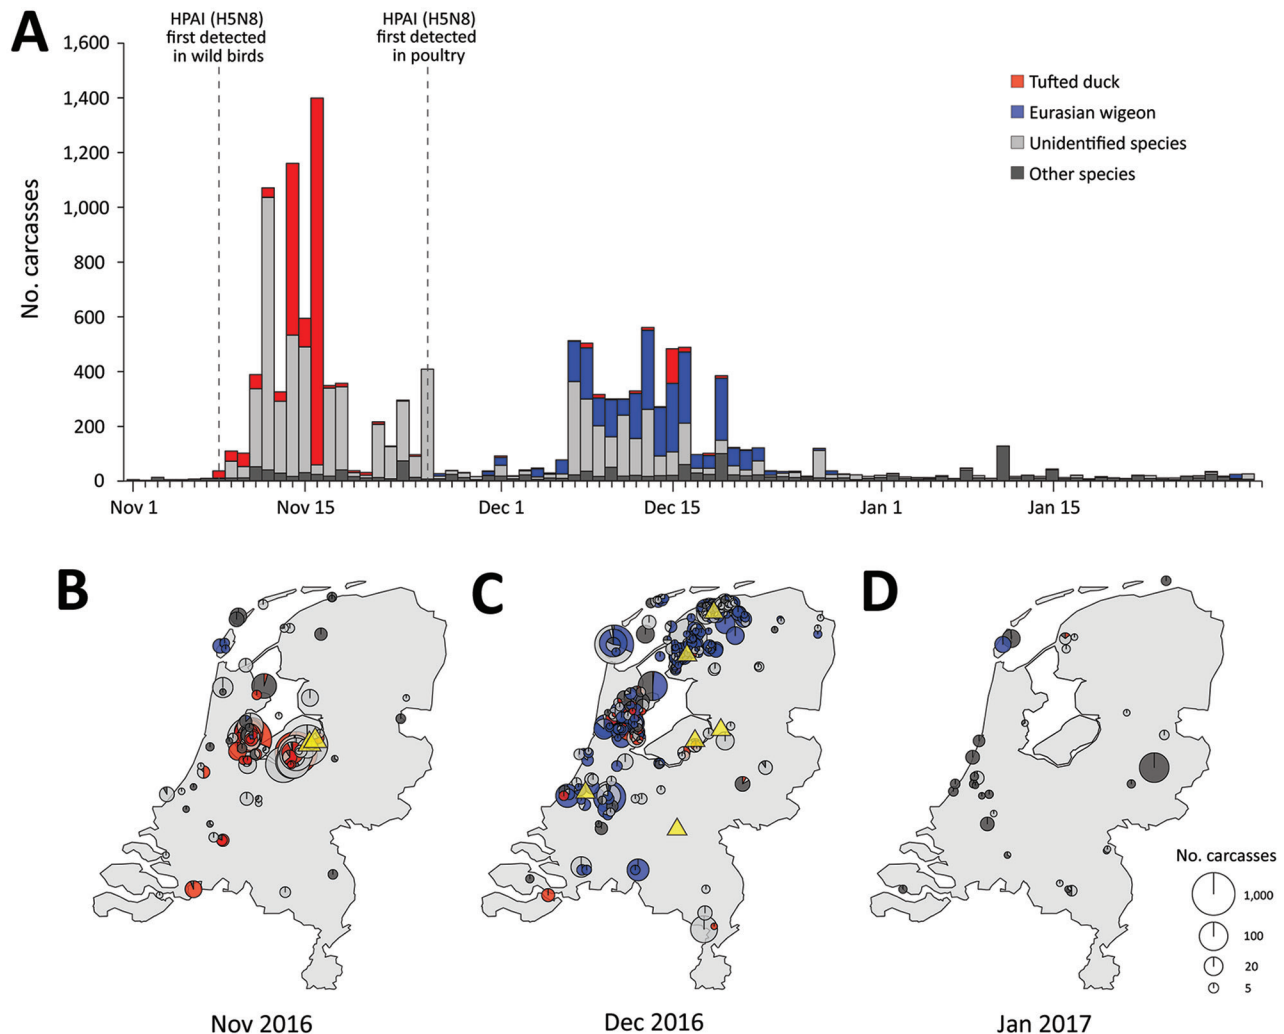 A
HPAI (H5N8)
first detected
in wild birds
HPAI (H5N8)
first detected
in poultry
1,600
1,400
1,200
1,000
800
600
400
200
0
No. carcasses
Tufted duck
Eurasian wigeon
Unidentified species
Other species
Nov 1
Nov 15
Dec 1
Dec 15
Jan 1
Jan 15
B
C
D
No. carcasses
1,000
100
20
5
Nov 2016
Dec 2016
Jan 2017